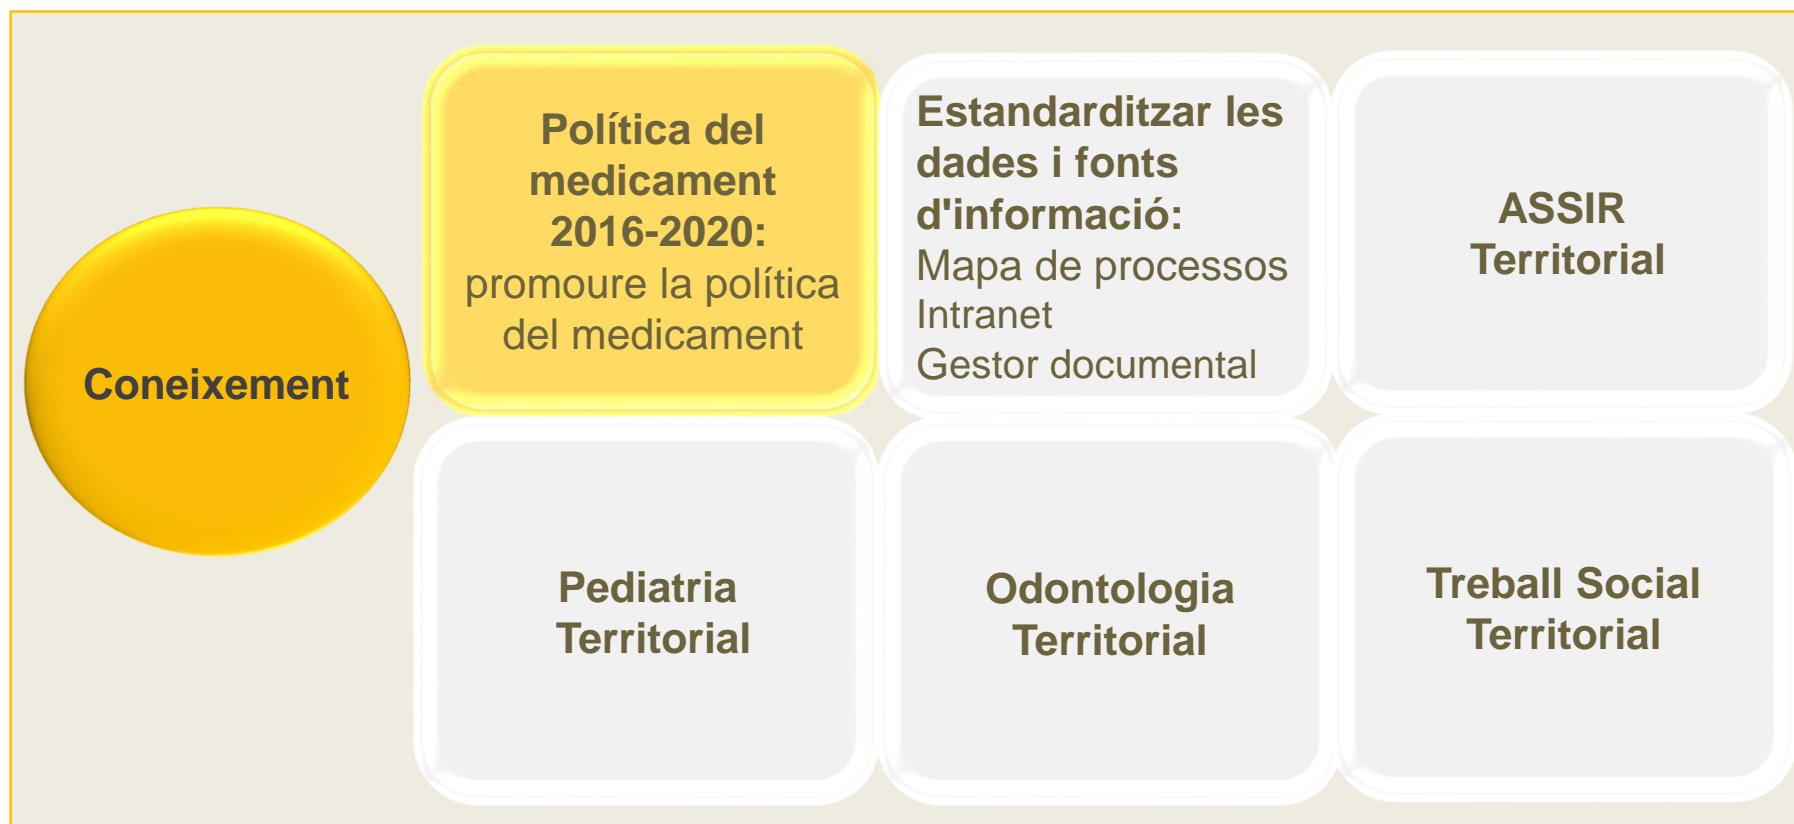 Coneixement
Política del
medicament
2016-2020:
promoure la política
del medicament
Estandarditzar les
dades i fonts
d'informació:
Mapa de processos
Intranet
Gestor documental
ASSIR
Territorial
Pediatria
Territorial
Odontologia
Territorial
Treball Social
Territorial